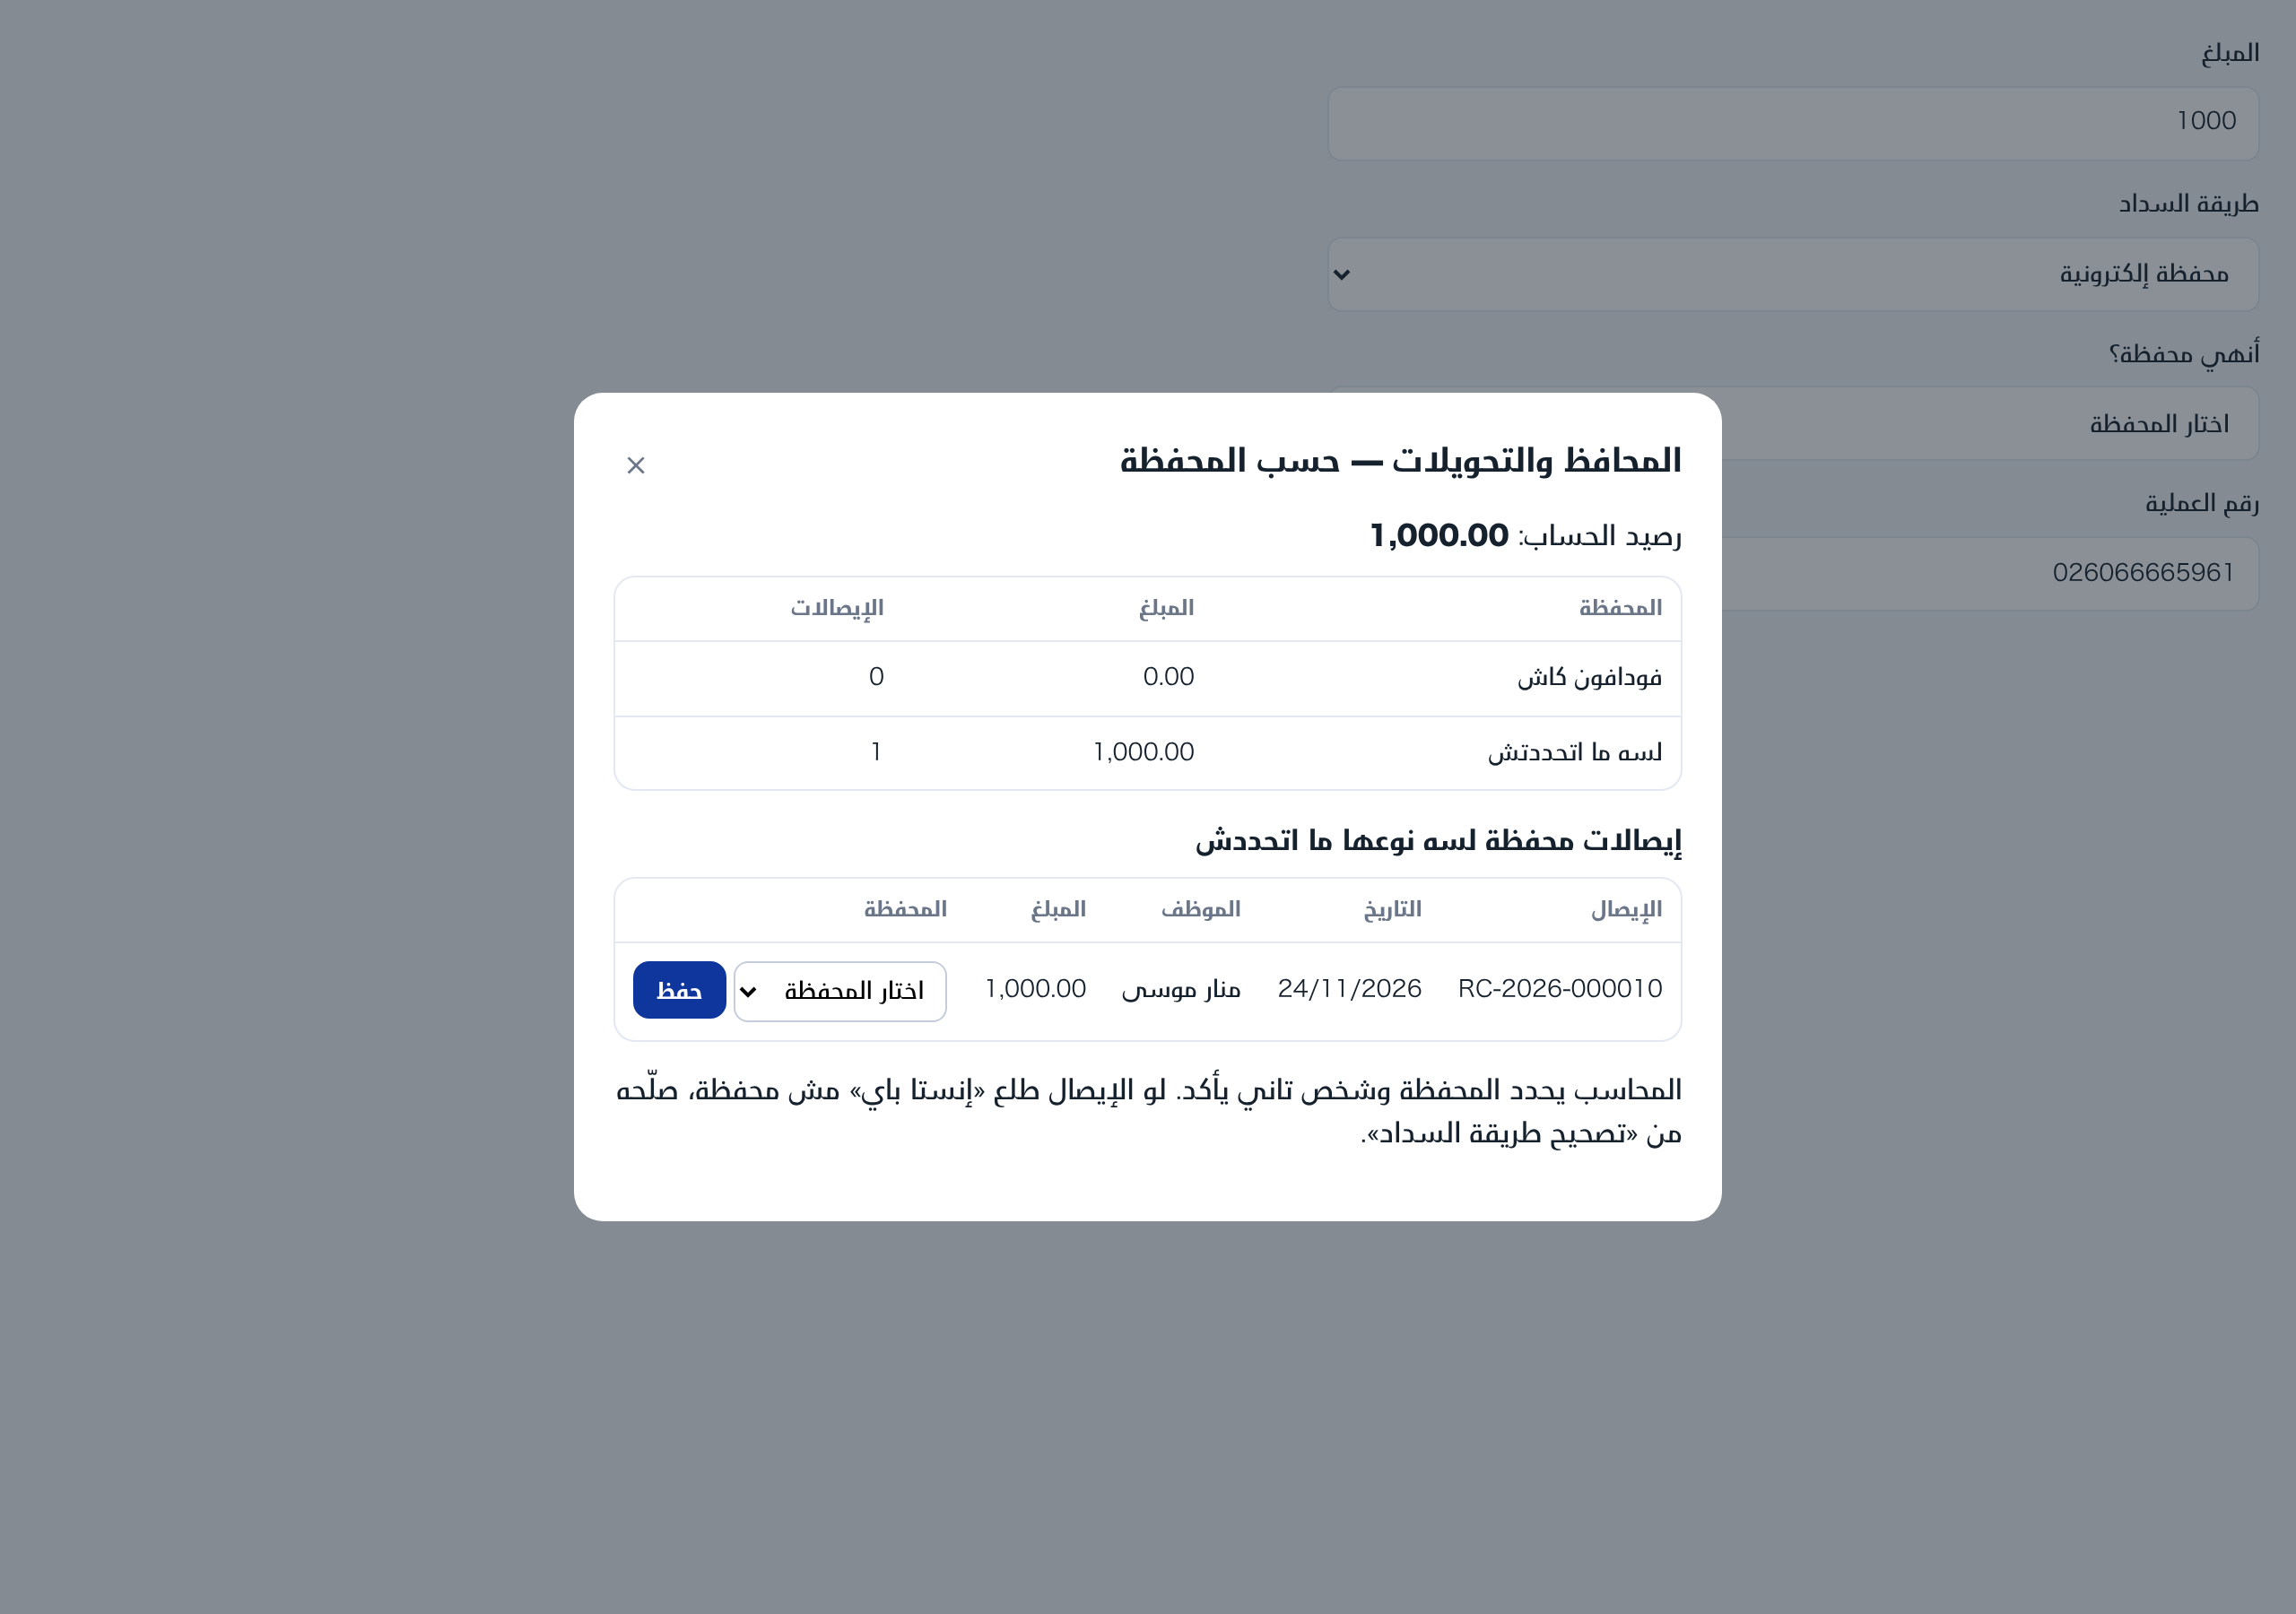 المبلغ
1000
طريقة السداد
محفظة إلكترونية
أنهي محفظة؟
اختار المحفظة
رقم العملية
026066665961
المحافظ والتحويلات — حسب المحفظة
رصيد الحساب: 1,000.00
المحفظة المبلغ الإيصالات
فودافون كاش 0.00 0
لسه ما اتحددتش 1,000.00 1
إيصالات محفظة لسه نوعها ما اتحددش
الإيصال التاريخ الموظف المبلغ المحفظة
RC-2026-000010 24/11/2026 منار موسى 1,000.00 اختار المحفظة حفظ
المحاسب يحدد المحفظة وشخص تاني يأكد. لو الإيصال طلع «إنستا باي» مش محفظة، صلّحه
من «تصحيح طريقة السداد».